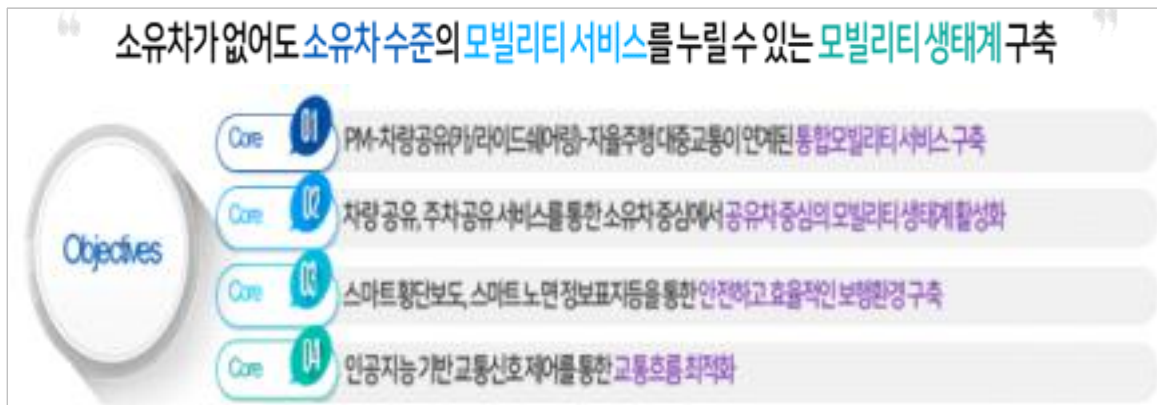 소유차가 없어도 소유차 수준의 모빌리티 서비스를 누릴 수 있는 모빌리티 생태계 구축
Objectives
Core 01 PM-차량공유(카/라이드쉐어링)-자율주행 대중교통이 연계된 통합모빌리티 서비스 구축
Core 02 차량 공유, 주차 공유 서비스를 통한 소유차 중심에서 공유차 중심의 모빌리티 생태계 활성화
Core 03 스마트 횡단보도, 스마트 노면 정보표지등을 통한 안전하고 효율적인 보행환경 구축
Core 04 인공지능 기반 교통신호 제어를 통한 교통흐름 최적화